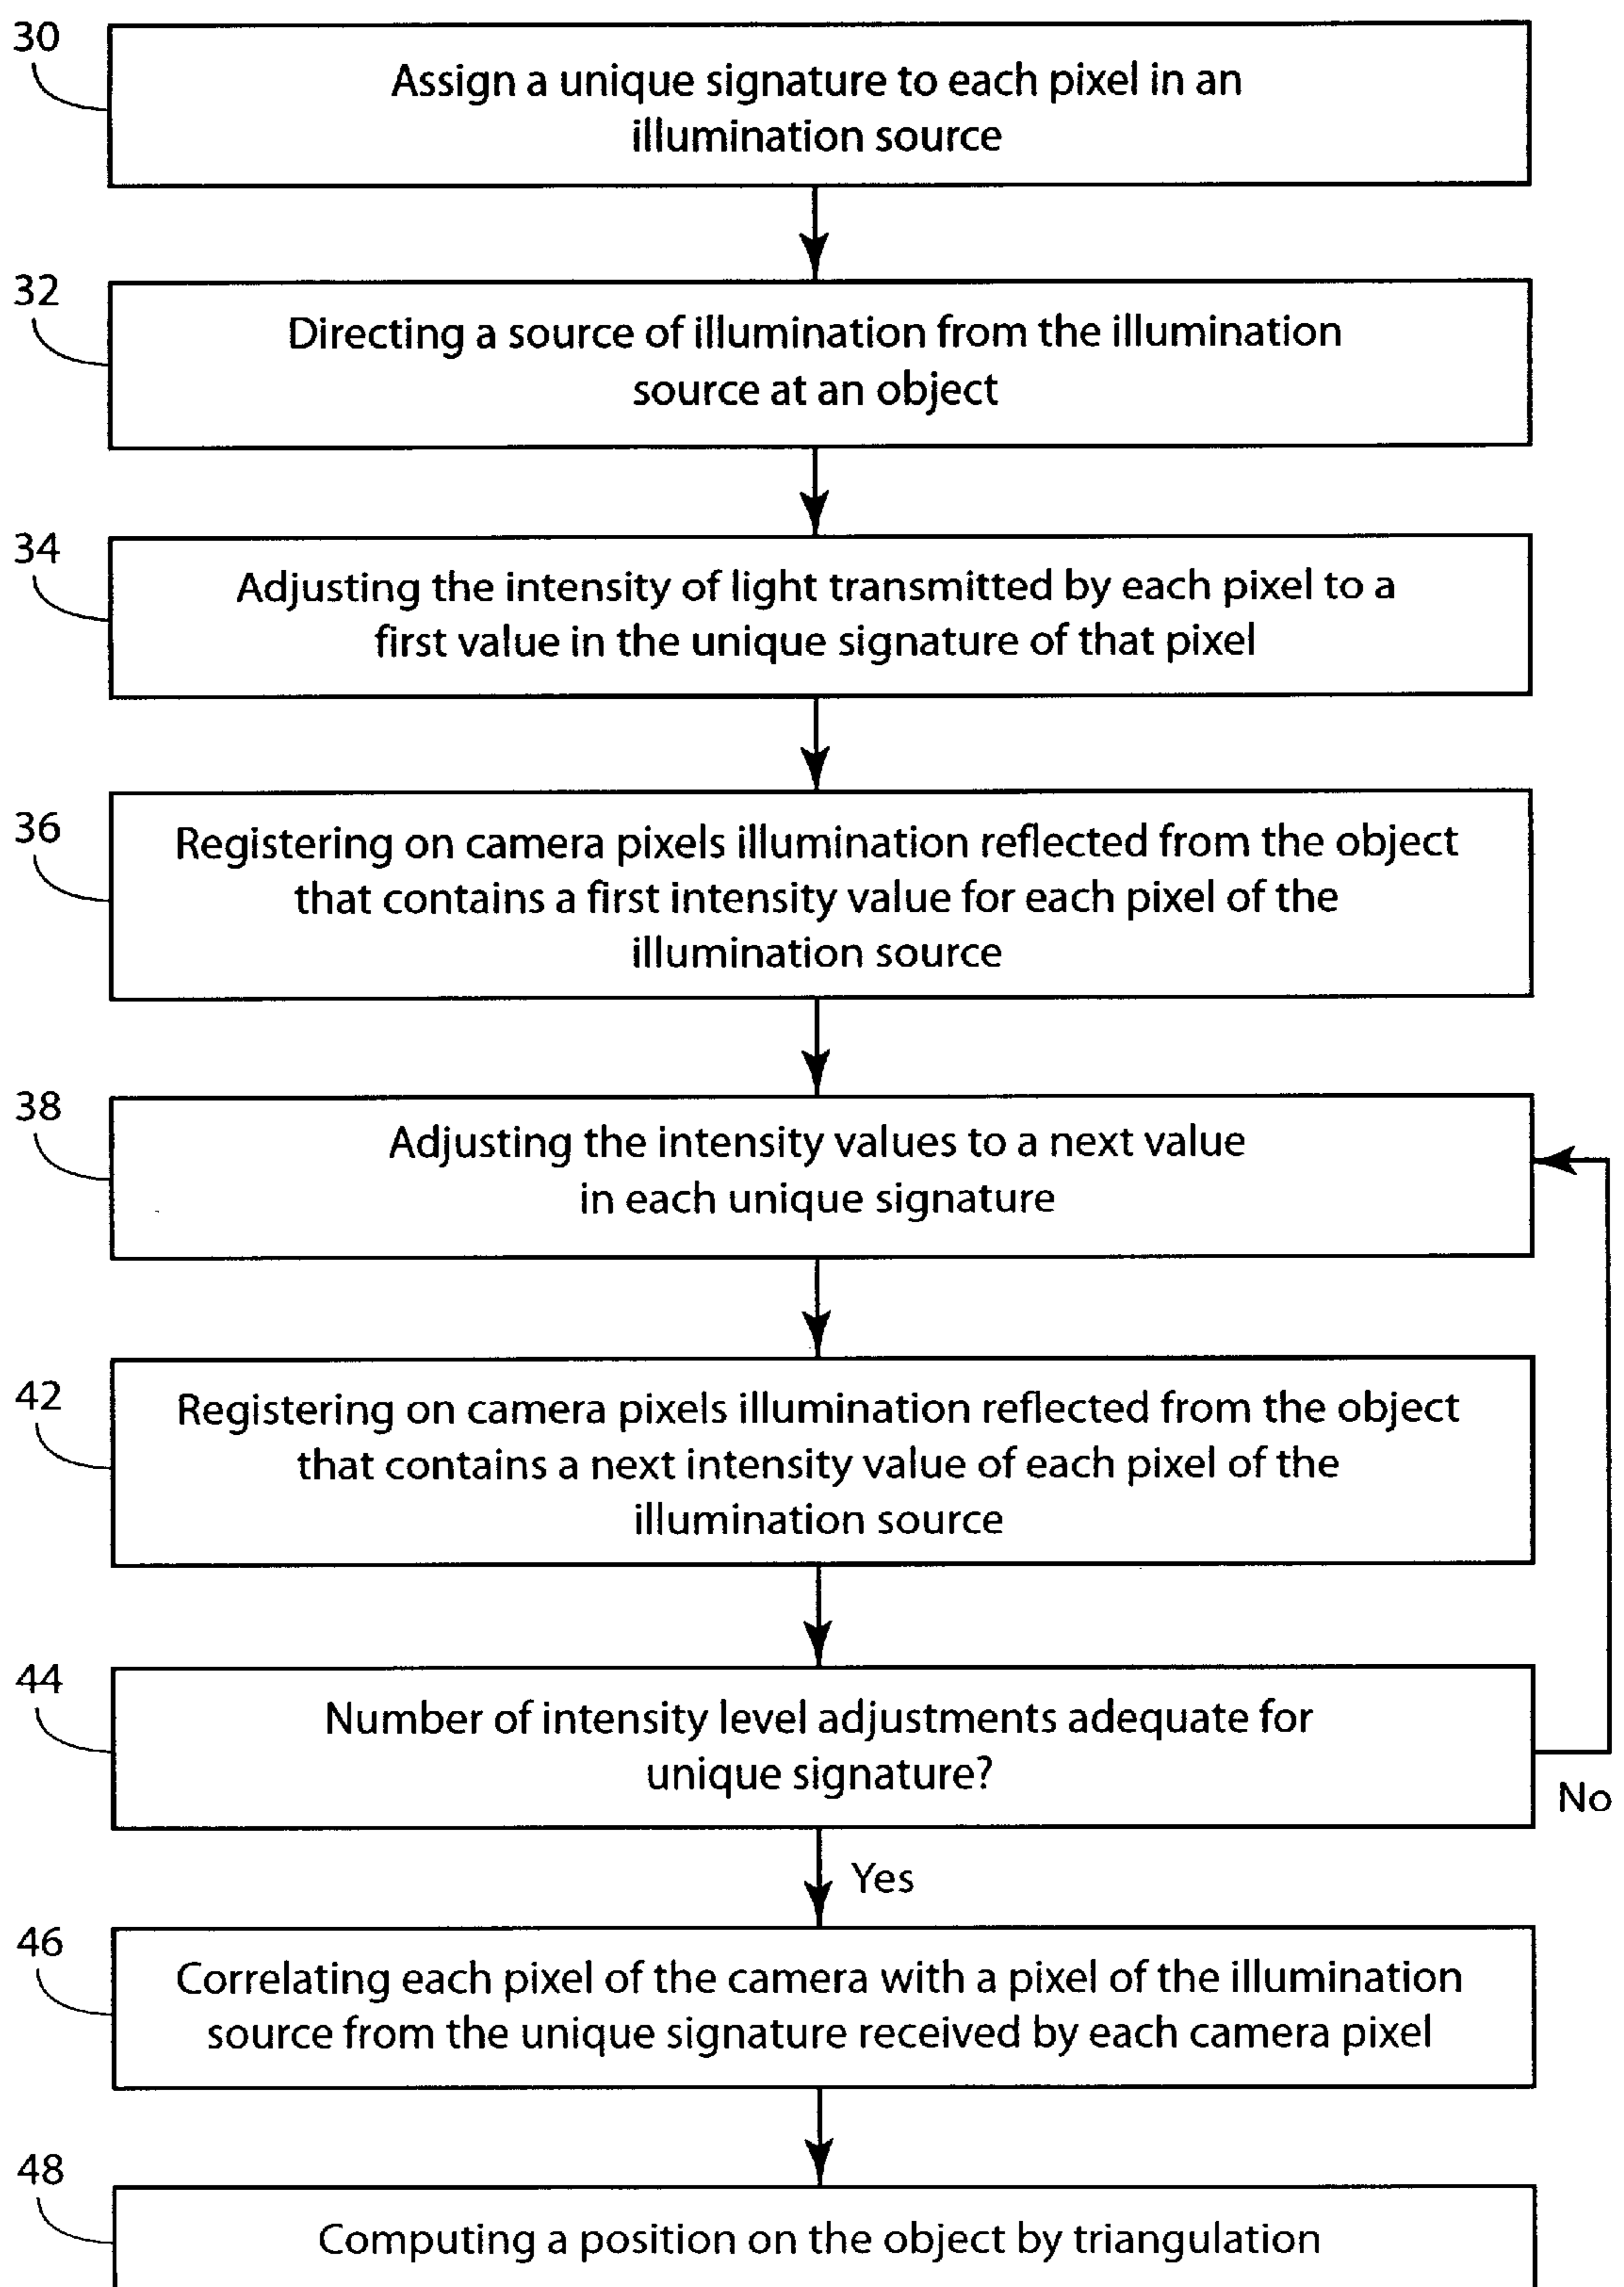 30
Assign a unique signature to each pixel in an
illumination source
32
Directing a source of illumination from the illumination
source at an object
34
Adjusting the intensity of light transmitted by each pixel to a
first value in the unique signature of that pixel
36
Registering on camera pixels illumination reflected from the object
that contains a first intensity value for each pixel of the
illumination source
38
Adjusting the intensity values to a next value
in each unique signature
42
Registering on camera pixels illumination reflected from the object
that contains a next intensity value of each pixel of the
illumination source
44
Number of intensity level adjustments adequate for
unique signature?
No
Yes
46
Correlating each pixel of the camera with a pixel of the illumination
source from the unique signature received by each camera pixel
48
Computing a position on the object by triangulation